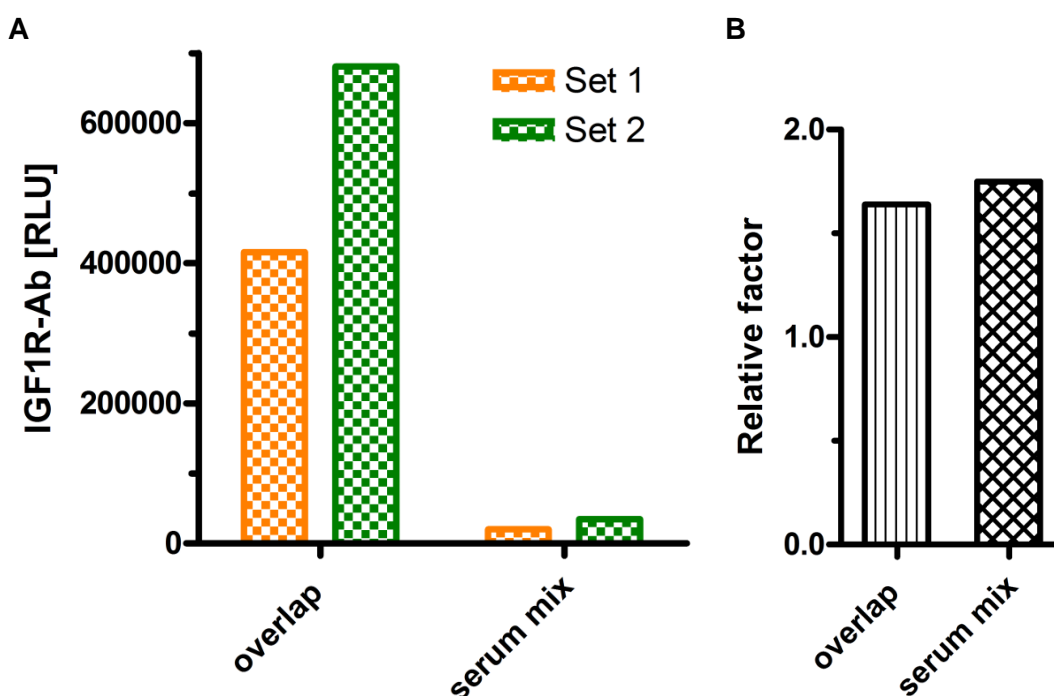 A
IGF1R-Ab [RLU]
600000
400000
200000
0
Set 1
Set 2
overlap
serum mix
B
Relative factor
2.0
1.0
0.0
overlap
serum mix